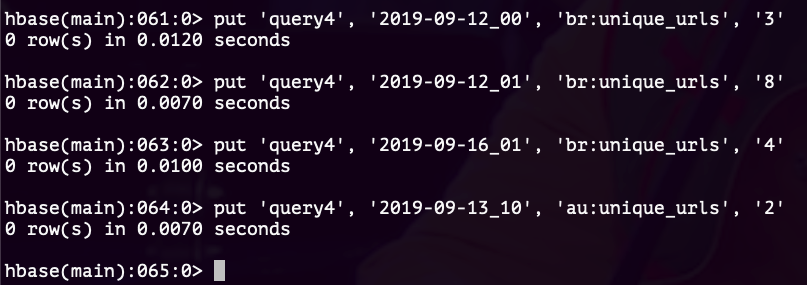 hbase(main):061:0> put 'query4', '2019-09-12_00', 'br:unique_urls', '3'
0 row(s) in 0.0120 seconds
hbase(main):062:0> put 'query4', '2019-09-12_01', 'br:unique_urls', '8'
0 row(s) in 0.0070 seconds
hbase(main):063:0> put 'query4', '2019-09-16_01', 'br:unique_urls', '4'
0 row(s) in 0.0100 seconds
hbase(main):064:0> put 'query4', '2019-09-13_10', 'au:unique_urls', '2'
0 row(s) in 0.0070 seconds
hbase(main):065:0>